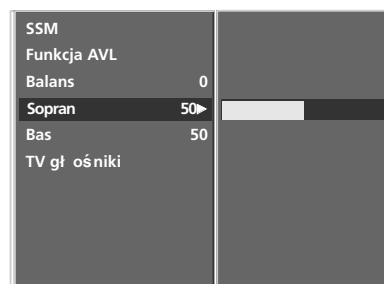 SSM
Funkcja AVL
Balans 0
Sopran 50►
Bas 50
TV gł ośniki